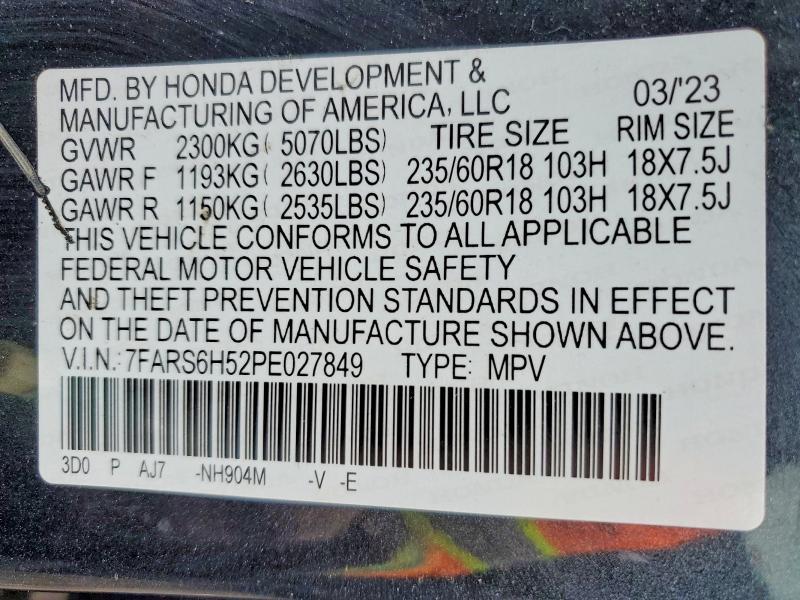 MFD. BY HONDA DEVELOPMENT &
MANUFACTURING OF AMERICA, LLC 03/'23
GVWR 2300KG( 5070LBS) TIRE SIZE RIM SIZE
GAWR F 1193KG( 2630LBS) 235/60R18 103H 18X7.5J
GAWR R 1150KG( 2535LBS) 235/60R18 103H 18X7.5J
THIS VEHICLE CONFORMS TO ALL APPLICABLE
FEDERAL MOTOR VEHICLE SAFETY
AND THEFT PREVENTION STANDARDS IN EFFECT
ON THE DATE OF MANUFACTURE SHOWN ABOVE.
V.I.N.: 7FARS6H52PE027849 TYPE: MPV
3D0 P AJ7 -NH904M -V -E